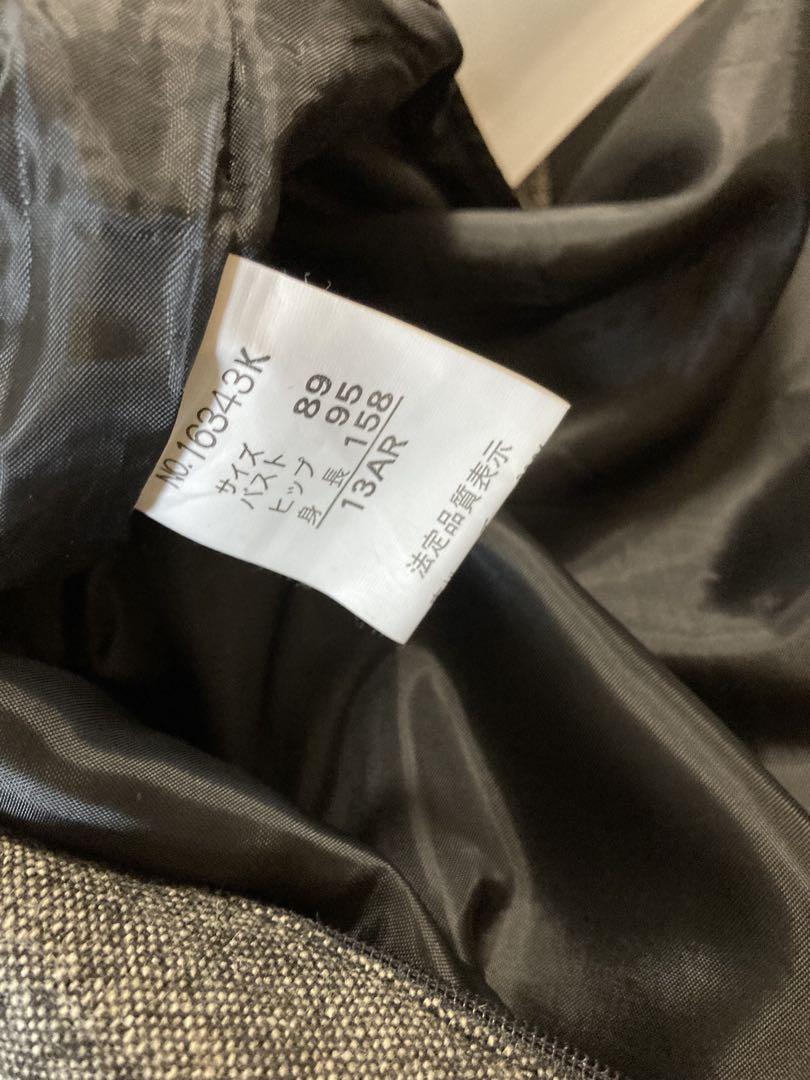 NO.16343K
サイズ
バスト 89
ヒップ 95
身長 158
13AR
法定品質表示